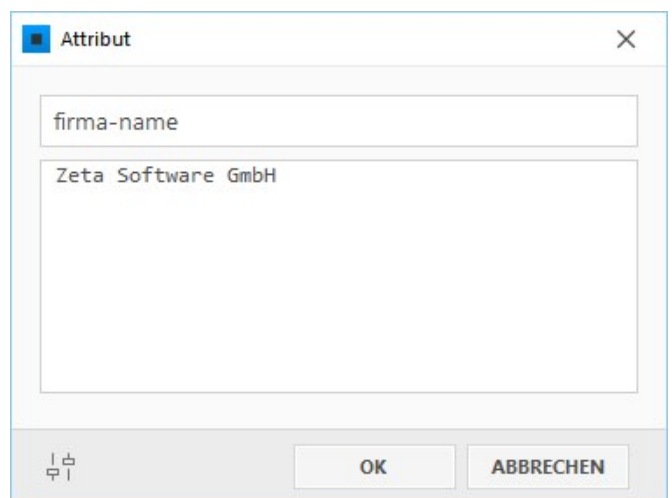 Attribut
firma-name
Zeta Software GmbH
OK
ABBRECHEN